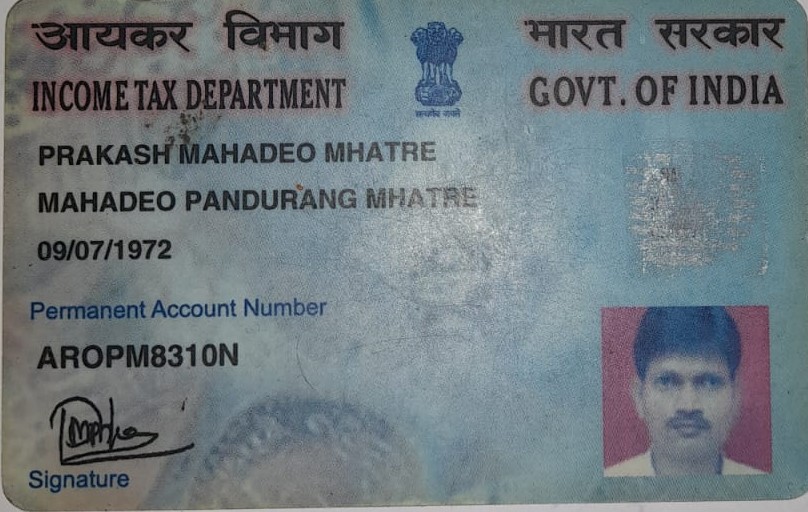 आयकर विभाग
भारत सरकार
INCOME TAX DEPARTMENT
GOVT. OF INDIA
सत्यमेव जयते
PRAKASH MAHADEO MHATRE
MAHADEO PANDURANG MHATRE
09/07/1972
Permanent Account Number
AROPM8310N
Signature